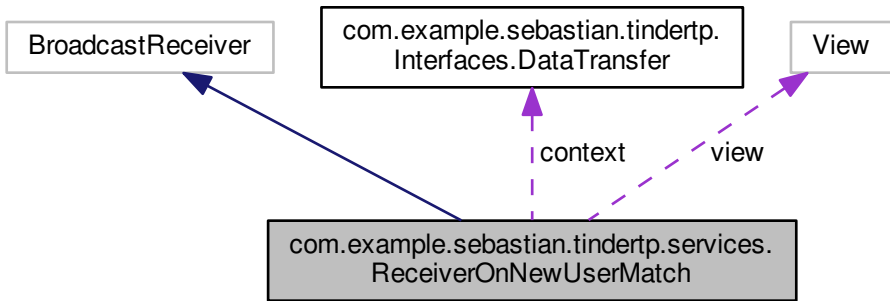 BroadcastReceiver
com.example.sebastian.tindertp.
Interfaces.DataTransfer
View
context
view
com.example.sebastian.tindertp.services.
ReceiverOnNewUserMatch